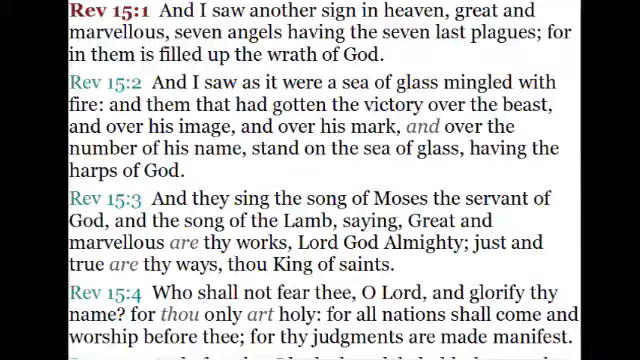 Rev 15:1 And I saw another sign in heaven, great and
marvellous, seven angels having the seven last plagues; for
in them is filled up the wrath of God.
Rev 15:2 And I saw as it were a sea of glass mingled with
fire: and them that had gotten the victory over the beast,
and over his image, and over his mark, and over the
number of his name, stand on the sea of glass, having the
harps of God.
Rev 15:3 And they sing the song of Moses the servant of
God, and the song of the Lamb, saying, Great and
marvellous are thy works, Lord God Almighty; just and
true are thy ways, thou King of saints.
Rev 15:4 Who shall not fear thee, O Lord, and glorify thy
name? for thou only art holy: for all nations shall come and
worship before thee; for thy judgments are made manifest.